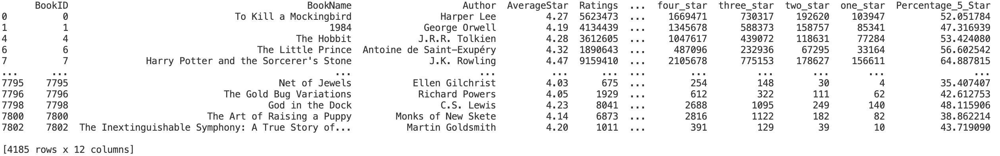 BookID BookName Author AverageStar Ratings ... four_star three_star two_star one_star Percentage_5_Star
0 0 To Kill a Mockingbird Harper Lee 4.27 5623473 ... 1669471 730317 192620 103947 52.051784
1 1 1984 George Orwell 4.19 4134439 ... 1345678 588373 158757 85341 47.316939
4 4 The Hobbit J.R.R. Tolkien 4.28 3612605 ... 1047617 439072 118631 77284 53.424080
6 6 The Little Prince Antoine de Saint-Exupéry 4.32 1890643 ... 487096 232936 67295 33164 56.602542
7 7 Harry Potter and the Sorcerer's Stone J.K. Rowling 4.47 9159410 ... 2105678 775153 178627 156611 64.887815
... ... ... ... ... ... ... ... ... ... ... ...
7795 7795 Net of Jewels Ellen Gilchrist 4.03 675 ... 254 148 30 4 35.407407
7796 7796 The Gold Bug Variations Richard Powers 4.05 1929 ... 612 322 111 62 42.612753
7798 7798 God in the Dock C.S. Lewis 4.23 8041 ... 2688 1095 249 140 48.115906
7800 7800 The Art of Raising a Puppy Monks of New Skete 4.14 6873 ... 2816 1122 182 82 38.862214
7802 7802 The Inextinguishable Symphony: A True Story of... Martin Goldsmith 4.20 1011 ... 391 129 39 10 43.719090
[4185 rows x 12 columns]